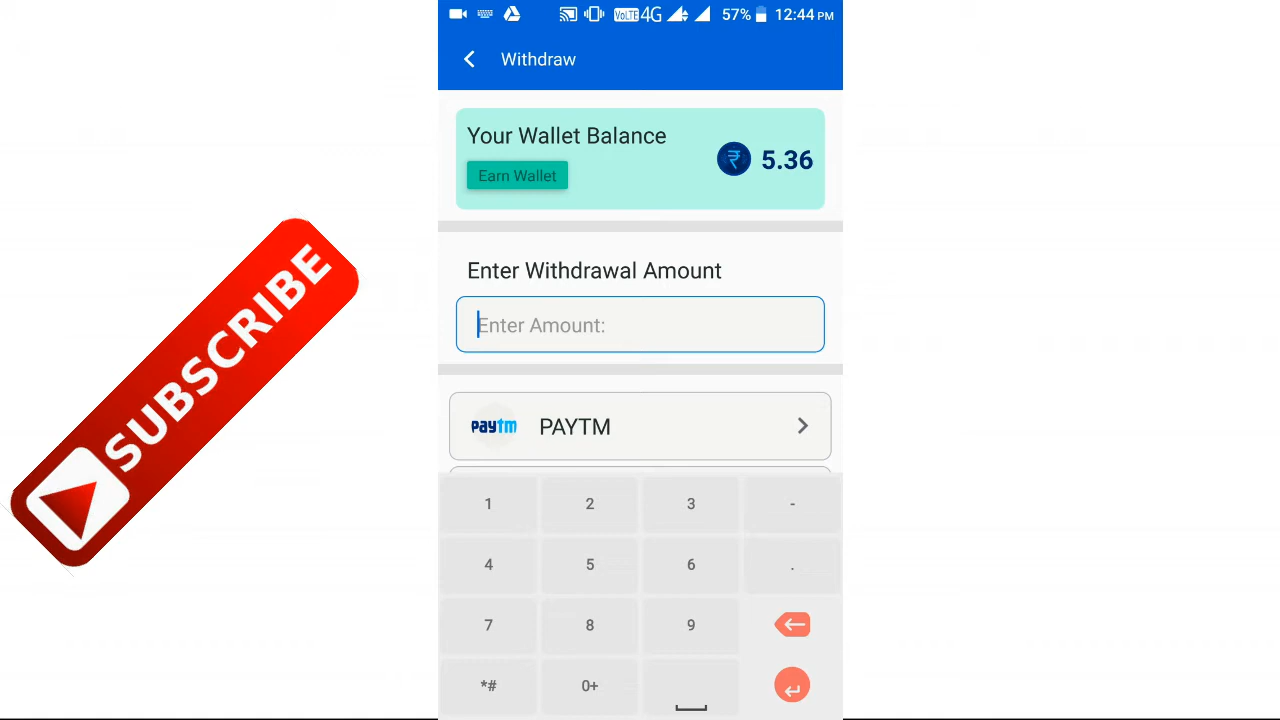 VoLTE 4G 57% 12:44 PM
Withdraw
Your Wallet Balance
₹ 5.36
Earn Wallet
Enter Withdrawal Amount
Enter Amount:
paytm PAYTM
SUBSCRIBE
1 2 3 -
4 5 6 .
7 8 9
*# 0+